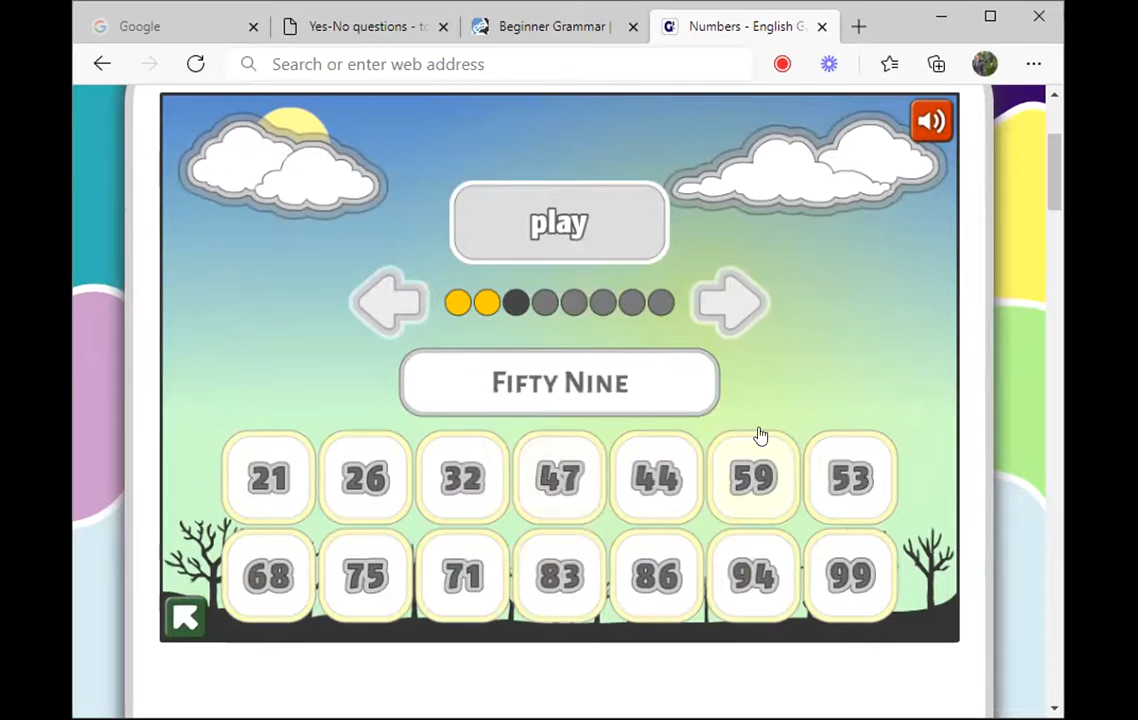 Google
Yes-No questions - to
Beginner Grammar |
Numbers - English G
Search or enter web address
play
FIFTY NINE
21 26 32 47 44 59 53
68 75 71 83 86 94 99